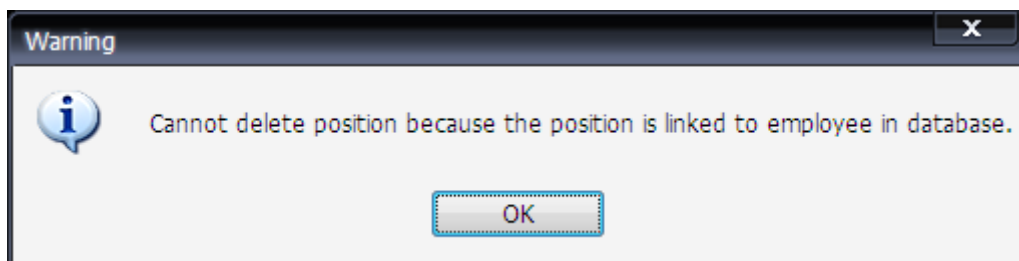 Warning
X
Cannot delete position because the position is linked to employee in database.
OK